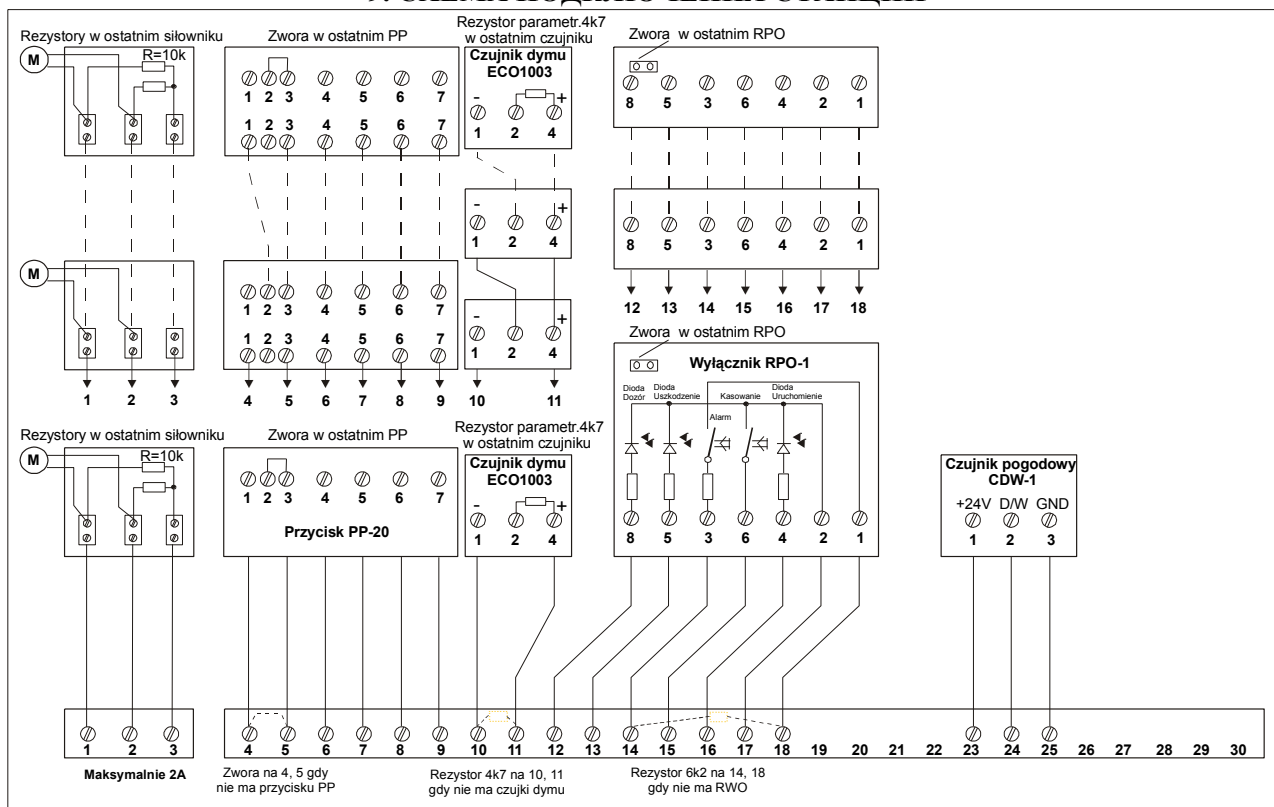 9. СХЕМА ПОДКЛЮЧЕНИЯ СТАНЦИИ
Rezystory w ostatnim siłowniku
M
R=10k
Zwora w ostatnim PP
1 2 3 4 5 6 7
1 2 3 4 5 6 7
Rezystor parametr.4k7
w ostatnim czujniku
Czujnik dymu
ECO1003
- +
1 2 4
Zwora w ostatnim RPO
8 5 3 6 4 2 1
- +
1 2 4
8 5 3 6 4 2 1
12 13 14 15 16 17 18
M
1 2 3
1 2 3 4 5 6 7
1 2 3 4 5 6 7
4 5 6 7 8 9
- +
1 2 4
10 11
Zwora w ostatnim RPO
Wyłącznik RPO-1
Dioda
Dozór
Dioda
Uszkodzenie
Alarm
Kasowanie
Dioda
Uruchomienie
8 5 3 6 4 2 1
Rezystory w ostatnim siłowniku
M
R=10k
Zwora w ostatnim PP
1 2 3 4 5 6 7
Przycisk PP-20
Rezystor parametr.4k7
w ostatnim czujniku
Czujnik dymu
ECO1003
- +
1 2 4
Czujnik pogodowy
CDW-1
+24V D/W GND
1 2 3
1 2 3
Maksymalnie 2A
4 5 6 7 8 9 10 11 12 13 14 15 16 17 18 19 20 21 22 23 24 25 26 27 28 29 30
Zwora na 4, 5 gdy
nie ma przycisku PP
Rezystor 4k7 na 10, 11
gdy nie ma czujki dymu
Rezystor 6k2 na 14, 18
gdy nie ma RWO